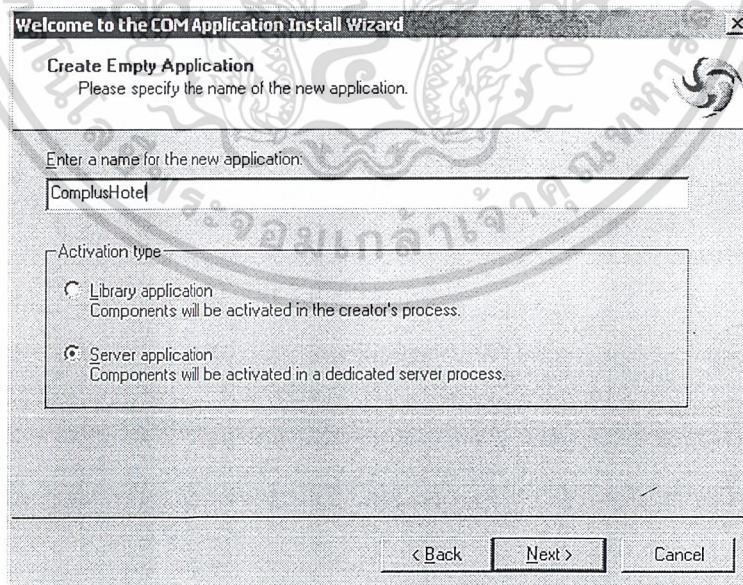 Welcome to the COM Application Install Wizard
Create Empty Application
Please specify the name of the new application.
Enter a name for the new application:
ComplusHotel
Activation type
Library application
Components will be activated in the creator's process.
Server application
Components will be activated in a dedicated server process.
< Back
Next >
Cancel